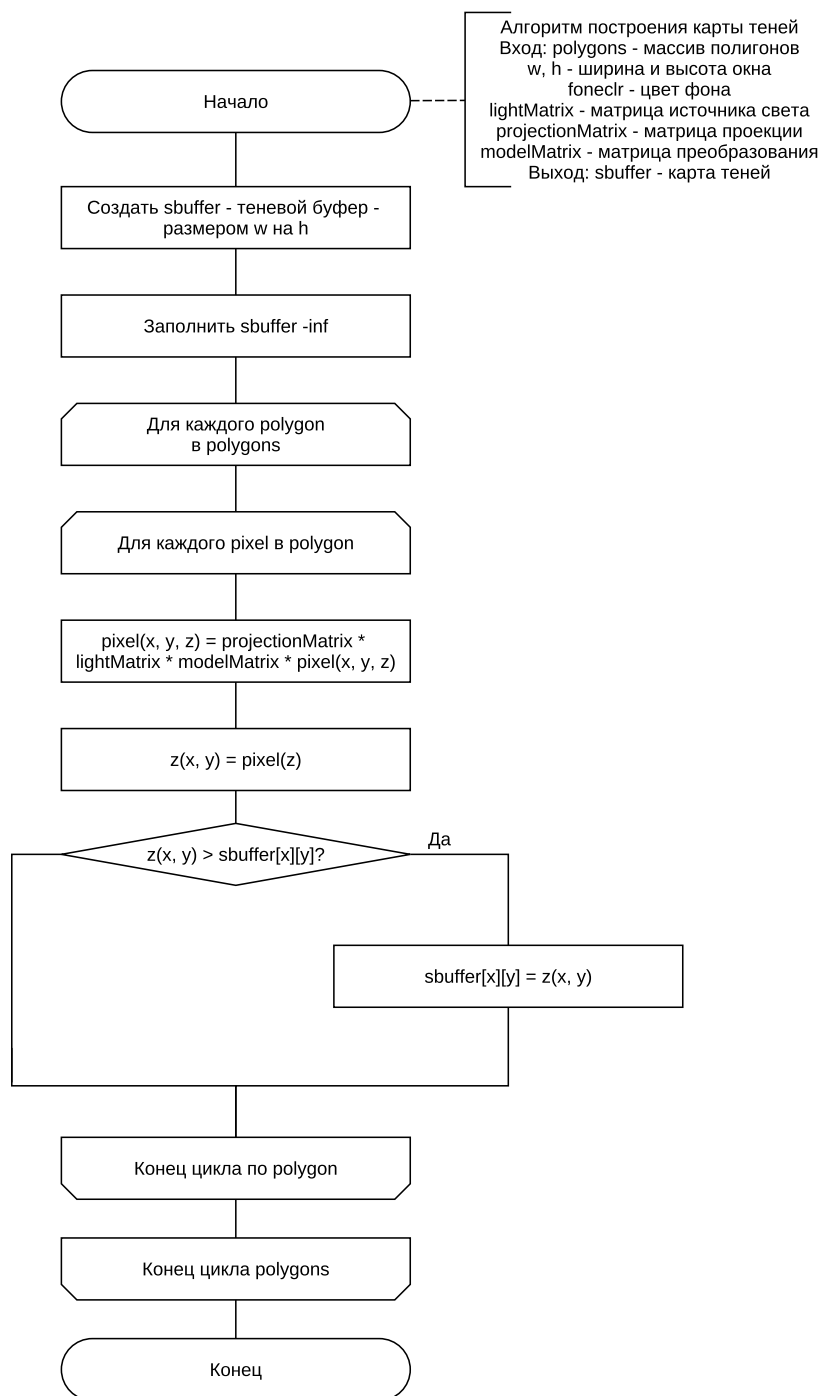 Алгоритм построения карты теней
Вход: polygons - массив полигонов
w, h - ширина и высота окна
foneclr - цвет фона
lightMatrix - матрица источника света
projectionMatrix - матрица проекции
modelMatrix - матрица преобразования
Выход: sbuffer - карта теней
Начало
Создать sbuffer - теневой буфер -
размером w на h
Заполнить sbuffer -inf
Для каждого polygon
в polygons
Для каждого pixel в polygon
pixel(x, y, z) = projectionMatrix *
lightMatrix * modelMatrix * pixel(x, y, z)
z(x, y) = pixel(z)
z(x, y) > sbuffer[x][y]?
Да
sbuffer[x][y] = z(x, y)
Конец цикла по polygon
Конец цикла polygons
Конец